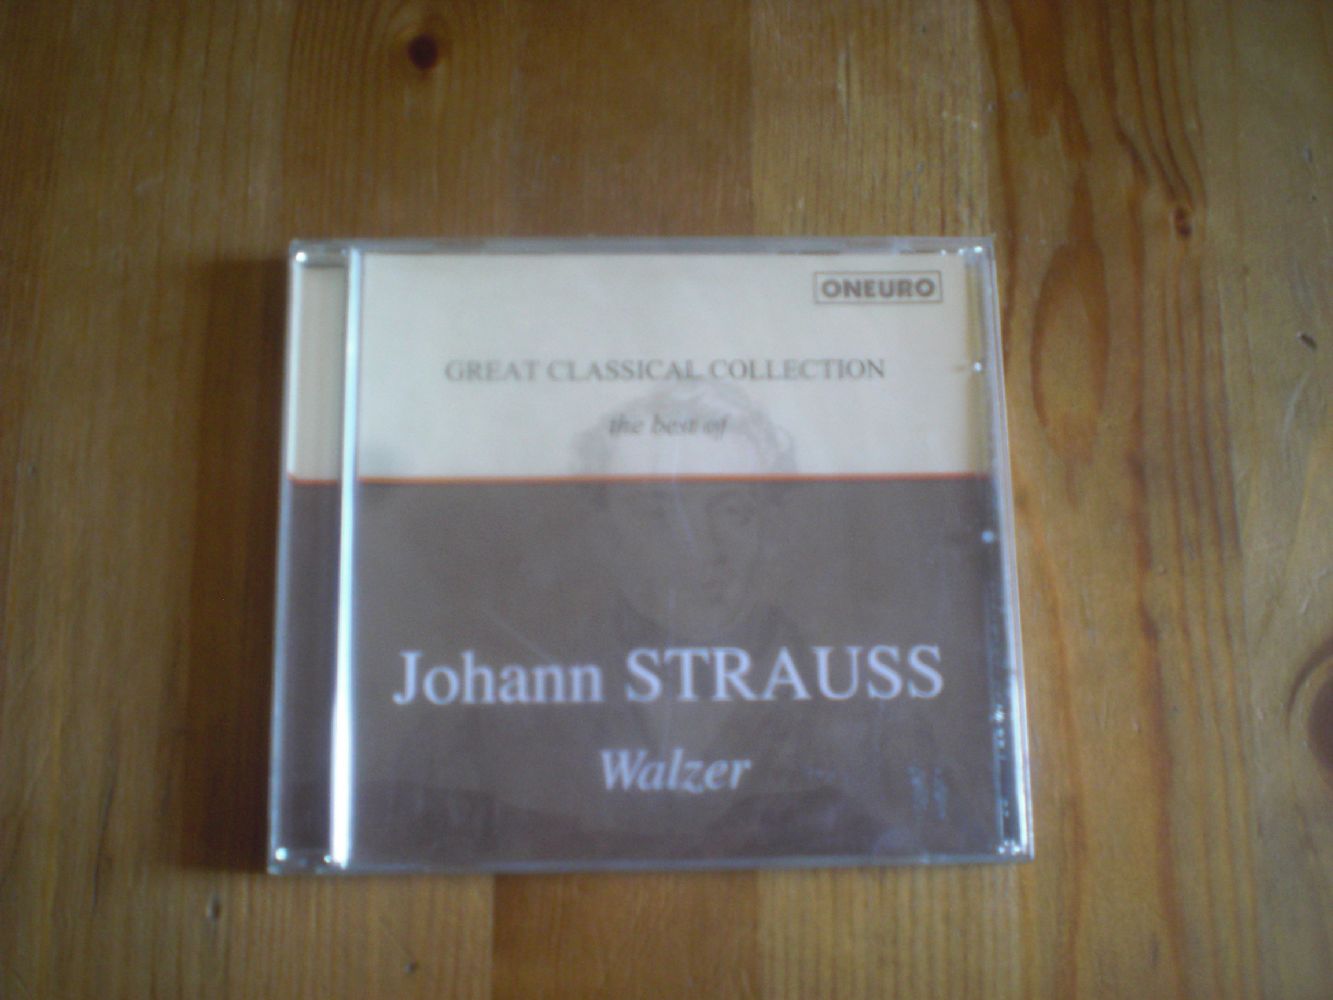 ONEURO
GREAT CLASSICAL COLLECTION
the best of
Johann STRAUSS
Walzer